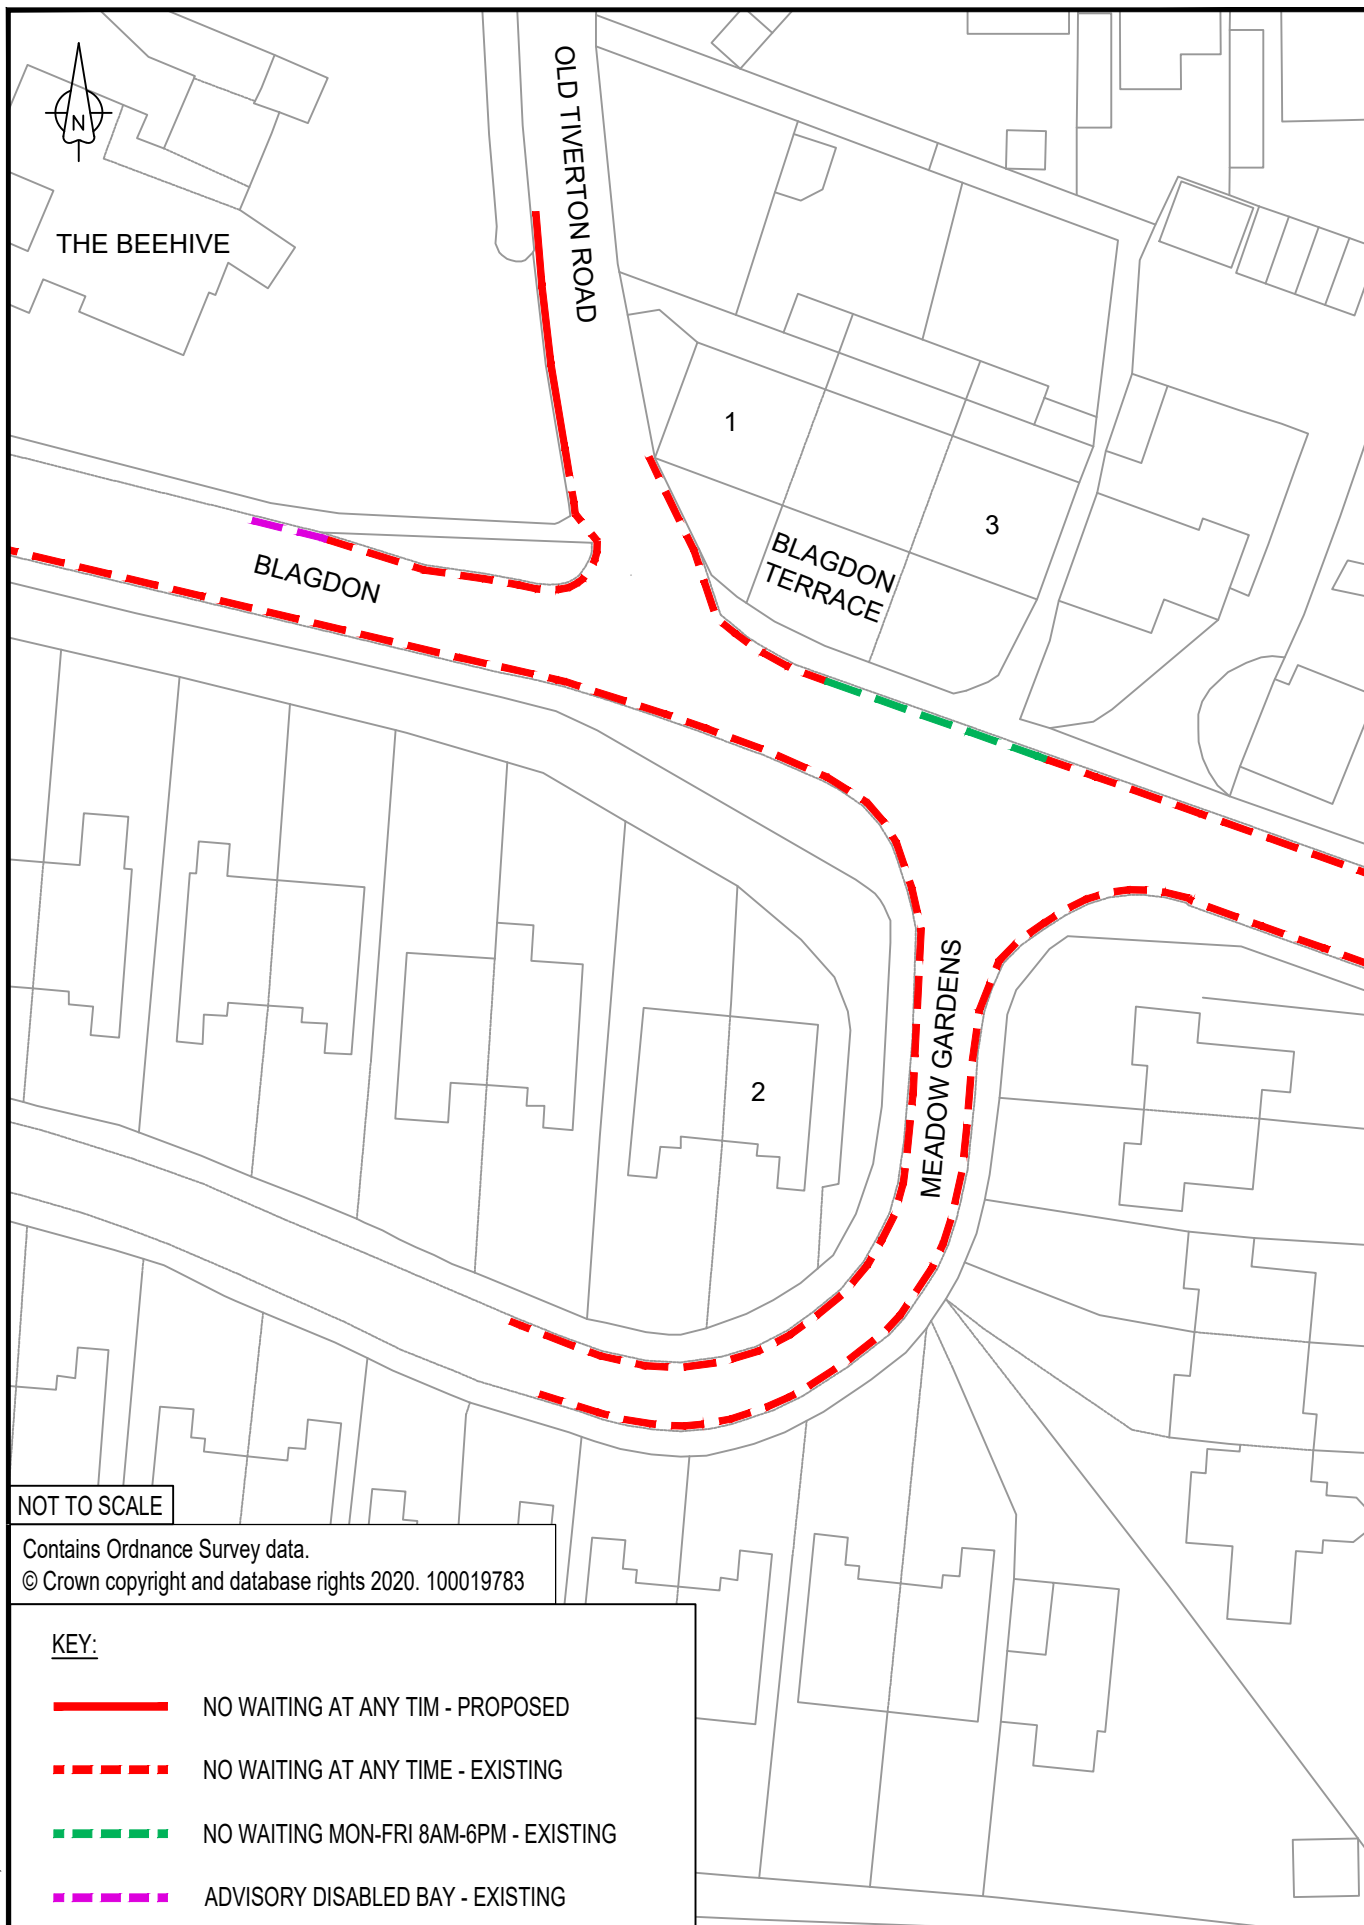 OLD TIVERTON ROAD
N
THE BEEHIVE
1
3
BLAGDON
TERRACE
BLAGDON
MEADOW GARDENS
2
NOT TO SCALE
Contains Ordnance Survey data.
© Crown copyright and database rights 2020. 100019783
KEY:
NO WAITING AT ANY TIM - PROPOSED
NO WAITING AT ANY TIME - EXISTING
NO WAITING MON-FRI 8AM-6PM - EXISTING
ADVISORY DISABLED BAY - EXISTING